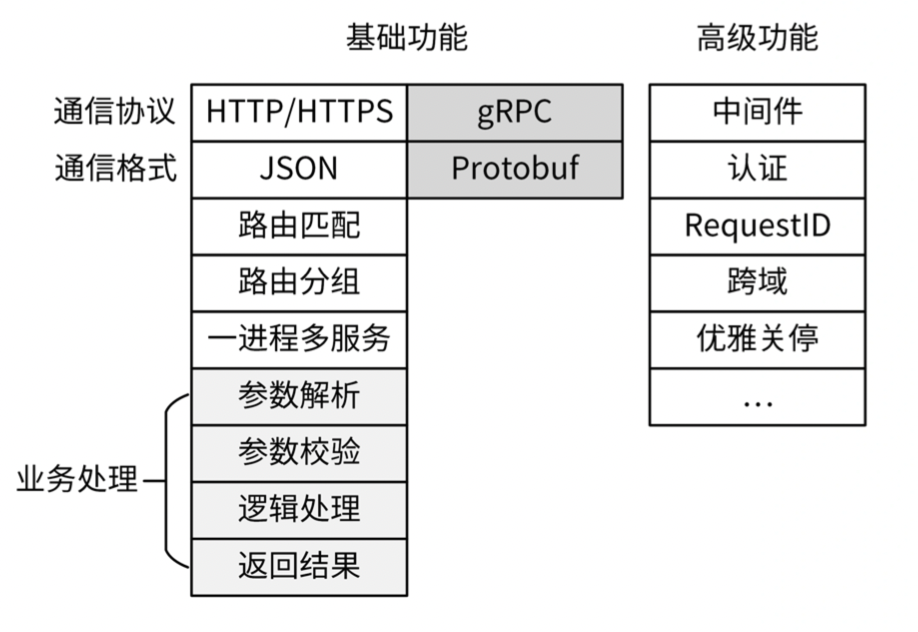 基础功能 高级功能
通信协议 HTTP/HTTPS gRPC 中间件
通信格式 JSON Protobuf 认证
路由匹配 RequestID
路由分组 跨域
一进程多服务 优雅关停
参数解析 ...
参数校验
业务处理
逻辑处理
返回结果